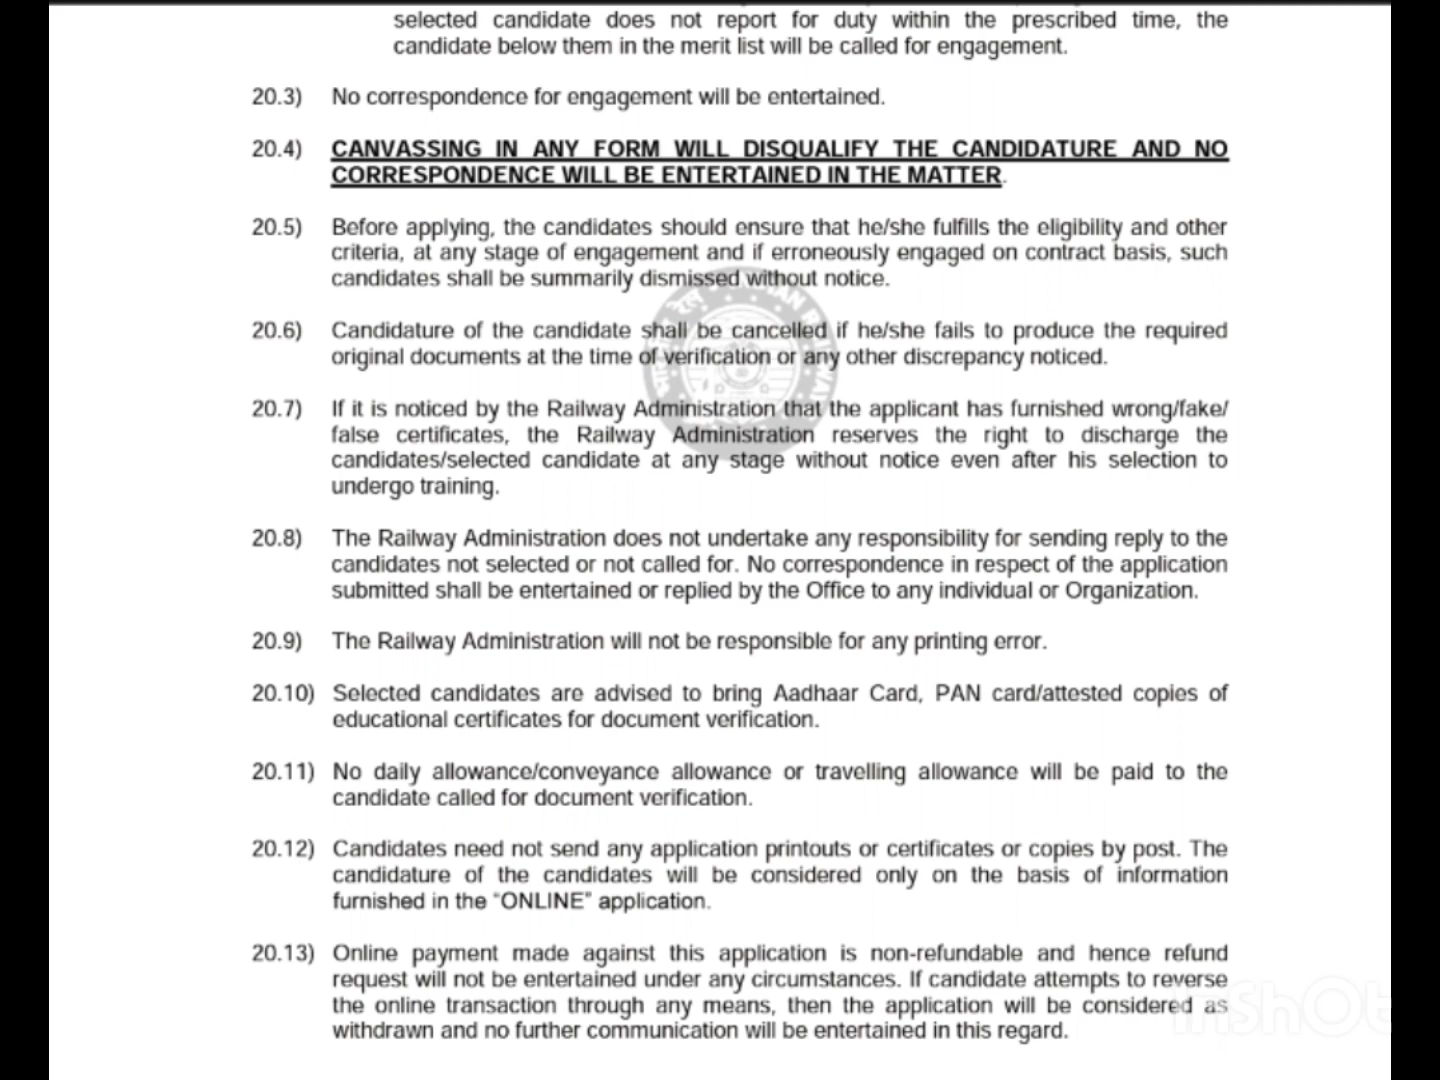 selected candidate does not report for duty within the prescribed time, the
candidate below them in the merit list will be called for engagement.
20.3) No correspondence for engagement will be entertained.
20.4) CANVASSING IN ANY FORM WILL DISQUALIFY THE CANDIDATURE AND NO
CORRESPONDENCE WILL BE ENTERTAINED IN THE MATTER.
20.5) Before applying, the candidates should ensure that he/she fulfills the eligibility and other
criteria, at any stage of engagement and if erroneously engaged on contract basis, such
candidates shall be summarily dismissed without notice.
20.6) Candidature of the candidate shall be cancelled if he/she fails to produce the required
original documents at the time of verification or any other discrepancy noticed.
20.7) If it is noticed by the Railway Administration that the applicant has furnished wrong/fake/
false certificates, the Railway Administration reserves the right to discharge the
candidates/selected candidate at any stage without notice even after his selection to
undergo training.
20.8) The Railway Administration does not undertake any responsibility for sending reply to the
candidates not selected or not called for. No correspondence in respect of the application
submitted shall be entertained or replied by the Office to any individual or Organization.
20.9) The Railway Administration will not be responsible for any printing error.
20.10) Selected candidates are advised to bring Aadhaar Card, PAN card/attested copies of
educational certificates for document verification.
20.11) No daily allowance/conveyance allowance or travelling allowance will be paid to the
candidate called for document verification.
20.12) Candidates need not send any application printouts or certificates or copies by post. The
candidature of the candidates will be considered only on the basis of information
furnished in the “ONLINE” application.
20.13) Online payment made against this application is non-refundable and hence refund
request will not be entertained under any circumstances. If candidate attempts to reverse
the online transaction through any means, then the application will be considered as
withdrawn and no further communication will be entertained in this regard.
InShOt